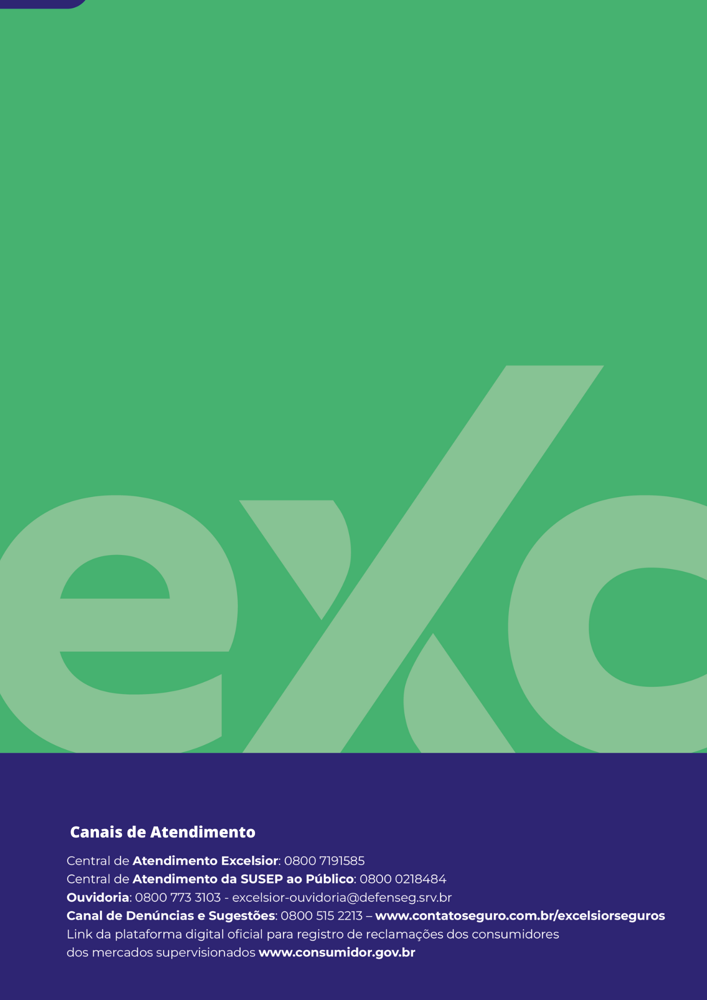 exc
Canais de Atendimento
Central de Atendimento Excelsior: 0800 7191585
Central de Atendimento da SUSEP ao Público: 0800 0218484
Ouvidoria: 0800 773 3103 - excelsior-ouvidoria@defenseg.srv.br
Canal de Denúncias e Sugestões: 0800 515 2213 – www.contatoseguro.com.br/excelsiorseguros
Link da plataforma digital oficial para registro de reclamações dos consumidores
dos mercados supervisionados www.consumidor.gov.br